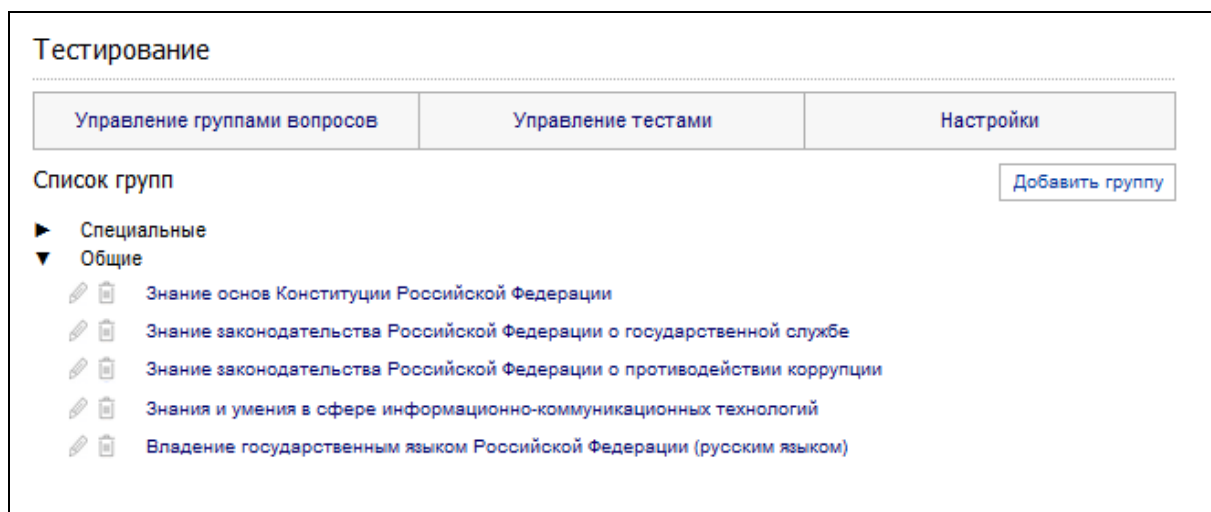 Тестирование
Управление группами вопросов Управление тестами Настройки
Список групп Добавить группу
Специальные
Общие
Знание основ Конституции Российской Федерации
Знание законодательства Российской Федерации о государственной службе
Знание законодательства Российской Федерации о противодействии коррупции
Знания и умения в сфере информационно-коммуникационных технологий
Владение государственным языком Российской Федерации (русским языком)